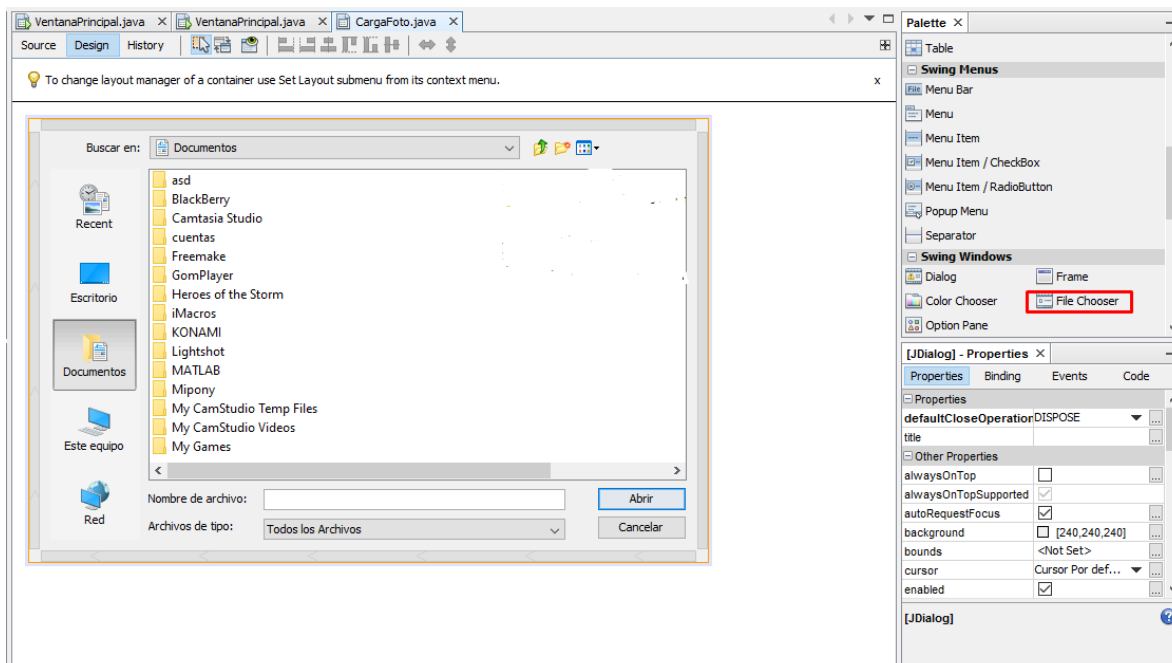 VentanaPrincipal.java x VentanaPrincipal.java x CargaFoto.java x
Source Design History
To change layout manager of a container use Set Layout submenu from its context menu. x
Buscar en: Documentos
Recent
Escritorio
Documentos
Este equipo
Red
asd
BlackBerry
Camtasia Studio
cuentas
Freemake
GomPlayer
Heroes of the Storm
iMacros
KONAMI
Lightshot
MATLAB
Mipony
My CamStudio Temp Files
My CamStudio Videos
My Games
Nombre de archivo: Abrir
Archivos de tipo: Todos los Archivos Cancelar
Palette x
Table
Swing Menus
File Menu Bar
Menu
Menu Item
Menu Item / CheckBox
Menu Item / RadioButton
Popup Menu
Separator
Swing Windows
Dialog Frame
Color Chooser File Chooser
Option Pane
[JDialog] - Properties x
Properties Binding Events Code
Properties
defaultCloseOperation DISPOSE ...
title ...
Other Properties
alwaysOnTop ...
alwaysOnTopSupported
autoRequestFocus ...
background [240,240,240] ...
bounds <Not Set> ...
cursor Cursor Por def... ...
enabled ...
[JDialog] ?